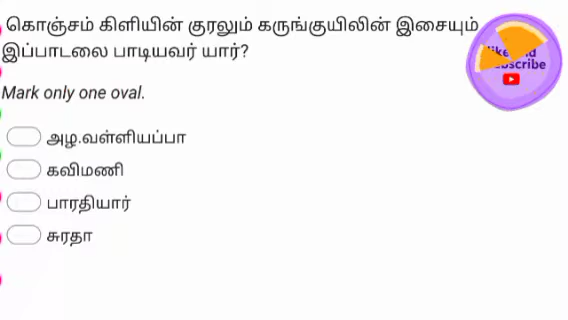 கொஞ்சம் கிளியின் குரலும் கருங்குயிலின் இசையும்
இப்பாடலை பாடியவர் யார்?
Mark only one oval.
அழ.வள்ளியப்பா
கவிமணி
பாரதியார்
சுரதா